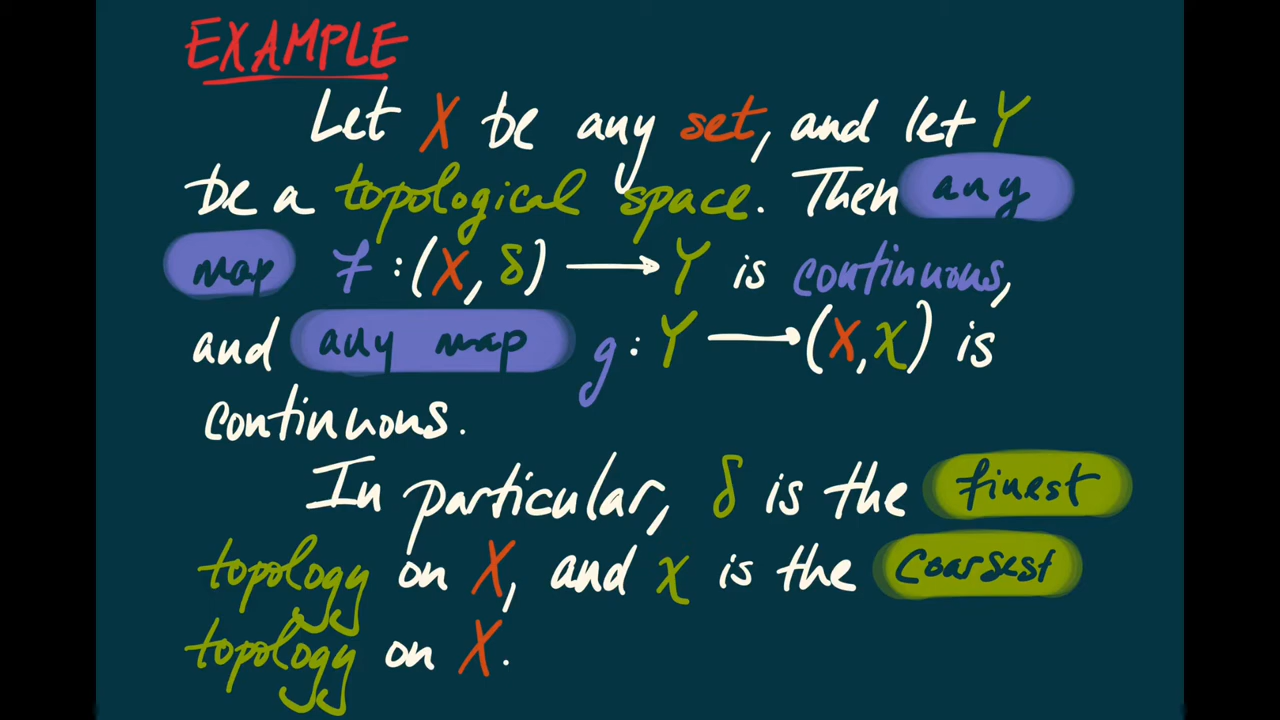 EXAMPLE
Let X be any set, and let Y
be a topological space. Then any
map f : (X, δ) → Y is continuous,
and any map g : Y → (X, χ) is
continuous.
In particular, δ is the finest
topology on X, and χ is the coarsest
topology on X.